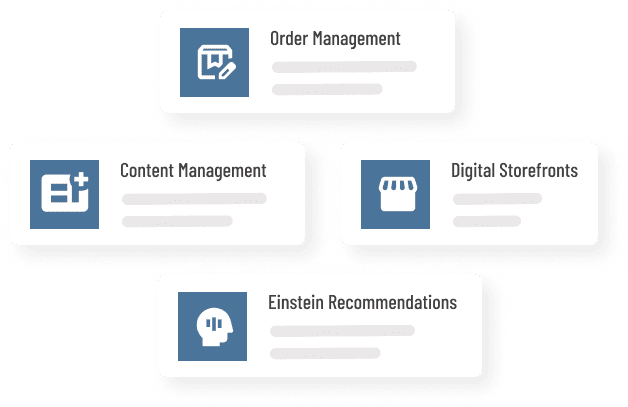 Order Management
Content Management
Digital Storefronts
Einstein Recommendations